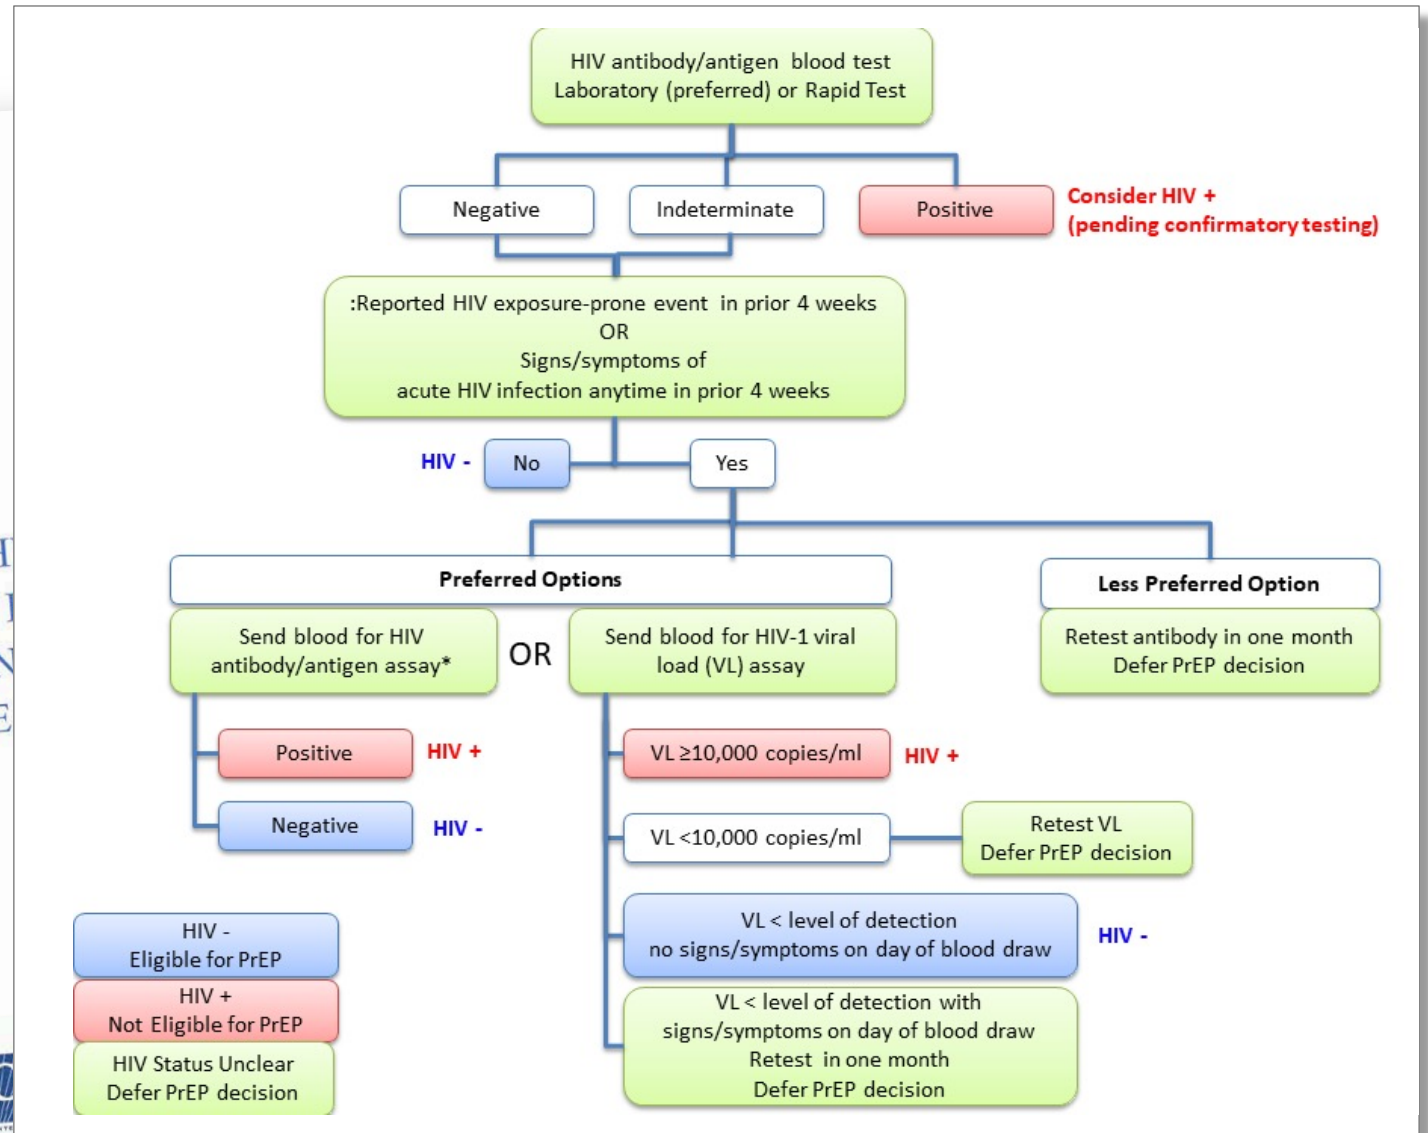 HIV antibody/antigen blood test
Laboratory (preferred) or Rapid Test
Negative
Indeterminate
Positive
Consider HIV +
(pending confirmatory testing)
:Reported HIV exposure-prone event in prior 4 weeks
OR
Signs/symptoms of
acute HIV infection anytime in prior 4 weeks
HIV -
No
Yes
Preferred Options
Less Preferred Option
Send blood for HIV
antibody/antigen assay*
OR
Send blood for HIV-1 viral
load (VL) assay
Retest antibody in one month
Defer PrEP decision
Positive
HIV +
Negative
HIV -
VL ≥10,000 copies/ml
HIV +
VL <10,000 copies/ml
Retest VL
Defer PrEP decision
VL < level of detection
no signs/symptoms on day of blood draw
HIV -
VL < level of detection with
signs/symptoms on day of blood draw
Retest in one month
Defer PrEP decision
HIV -
Eligible for PrEP
HIV +
Not Eligible for PrEP
HIV Status Unclear
Defer PrEP decision